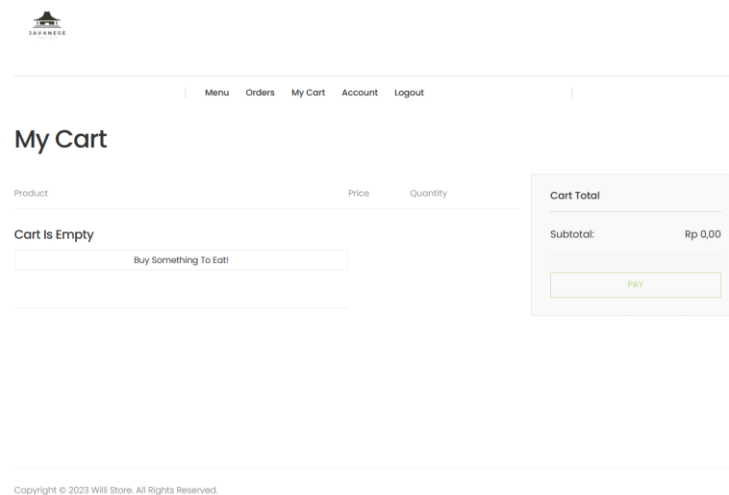 JAVANESE
Menu Orders My Cart Account Logout
My Cart
Product Price Quantity
Cart Is Empty
Buy Something To Eat!
Cart Total
Subtotal: Rp 0,00
PAY
Copyright © 2023 Willi Store. All Rights Reserved.